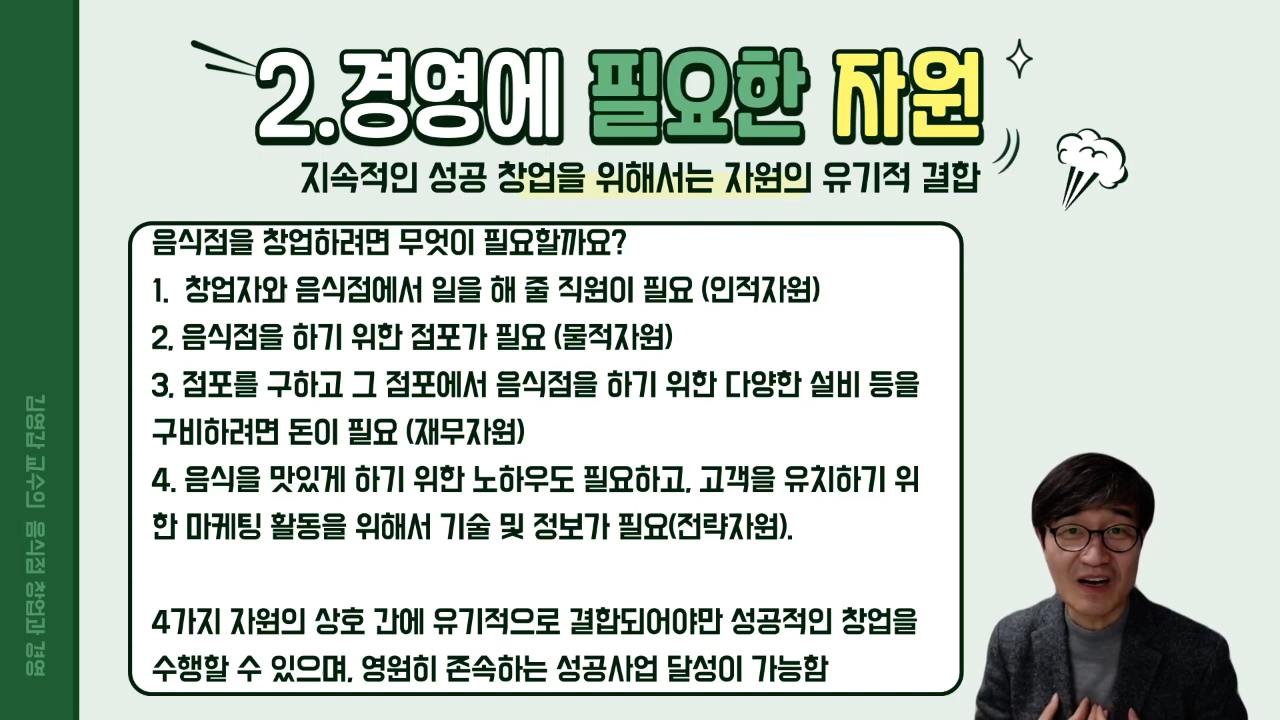 2.경영에 필요한 자원
지속적인 성공 창업을 위해서는 자원의 유기적 결합
음식점을 창업하려면 무엇이 필요할까요?
1. 창업자와 음식점에서 일을 해 줄 직원이 필요 (인적자원)
2, 음식점을 하기 위한 점포가 필요 (물적자원)
3, 점포를 구하고 그 점포에서 음식점을 하기 위한 다양한 설비 등을
구비하려면 돈이 필요 (재무자원)
4. 음식을 맛있게 하기 위한 노하우도 필요하고, 고객을 유치하기 위
한 마케팅 활동을 위해서 기술 및 정보가 필요(전략자원).
4가지 자원의 상호 간에 유기적으로 결합되어야만 성공적인 창업을
수행할 수 있으며, 영원히 존속하는 성공사업 달성이 가능함
김영갑 교수의 음식점 창업과 경영